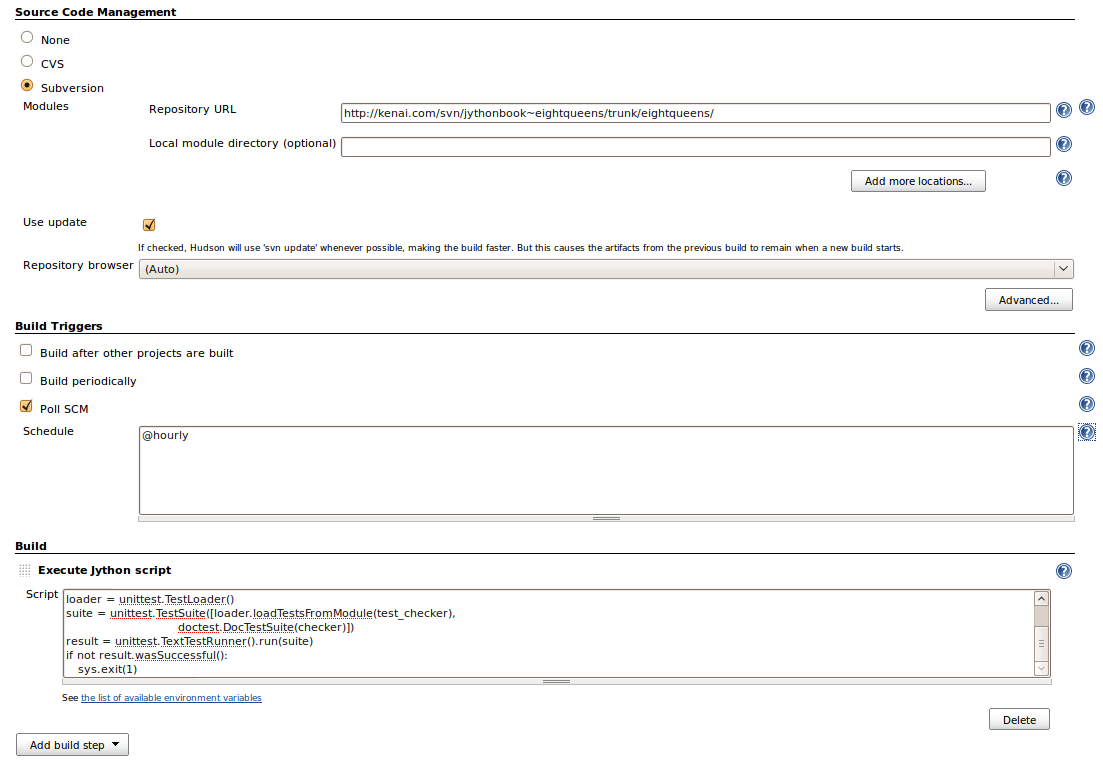 Source Code Management
None
CVS
Subversion
Modules
Repository URL
http://kenai.com/svn/jythonbook~eightqueens/trunk/eightqueens/
Local module directory (optional)
Add more locations...
Use update
If checked, Hudson will use 'svn update' whenever possible, making the build faster. But this causes the artifacts from the previous build to remain when a new build starts.
Repository browser
(Auto)
Advanced...
Build Triggers
Build after other projects are built
Build periodically
Poll SCM
Schedule
@hourly
Build
Execute Jython script
Script
loader = unittest.TestLoader()
suite = unittest.TestSuite([loader.loadTestsFromModule(test_checker),
doctest.DocTestSuite(checker)])
result = unittest.TextTestRunner().run(suite)
if not result.wasSuccessful():
sys.exit(1)
See the list of available environment variables
Delete
Add build step